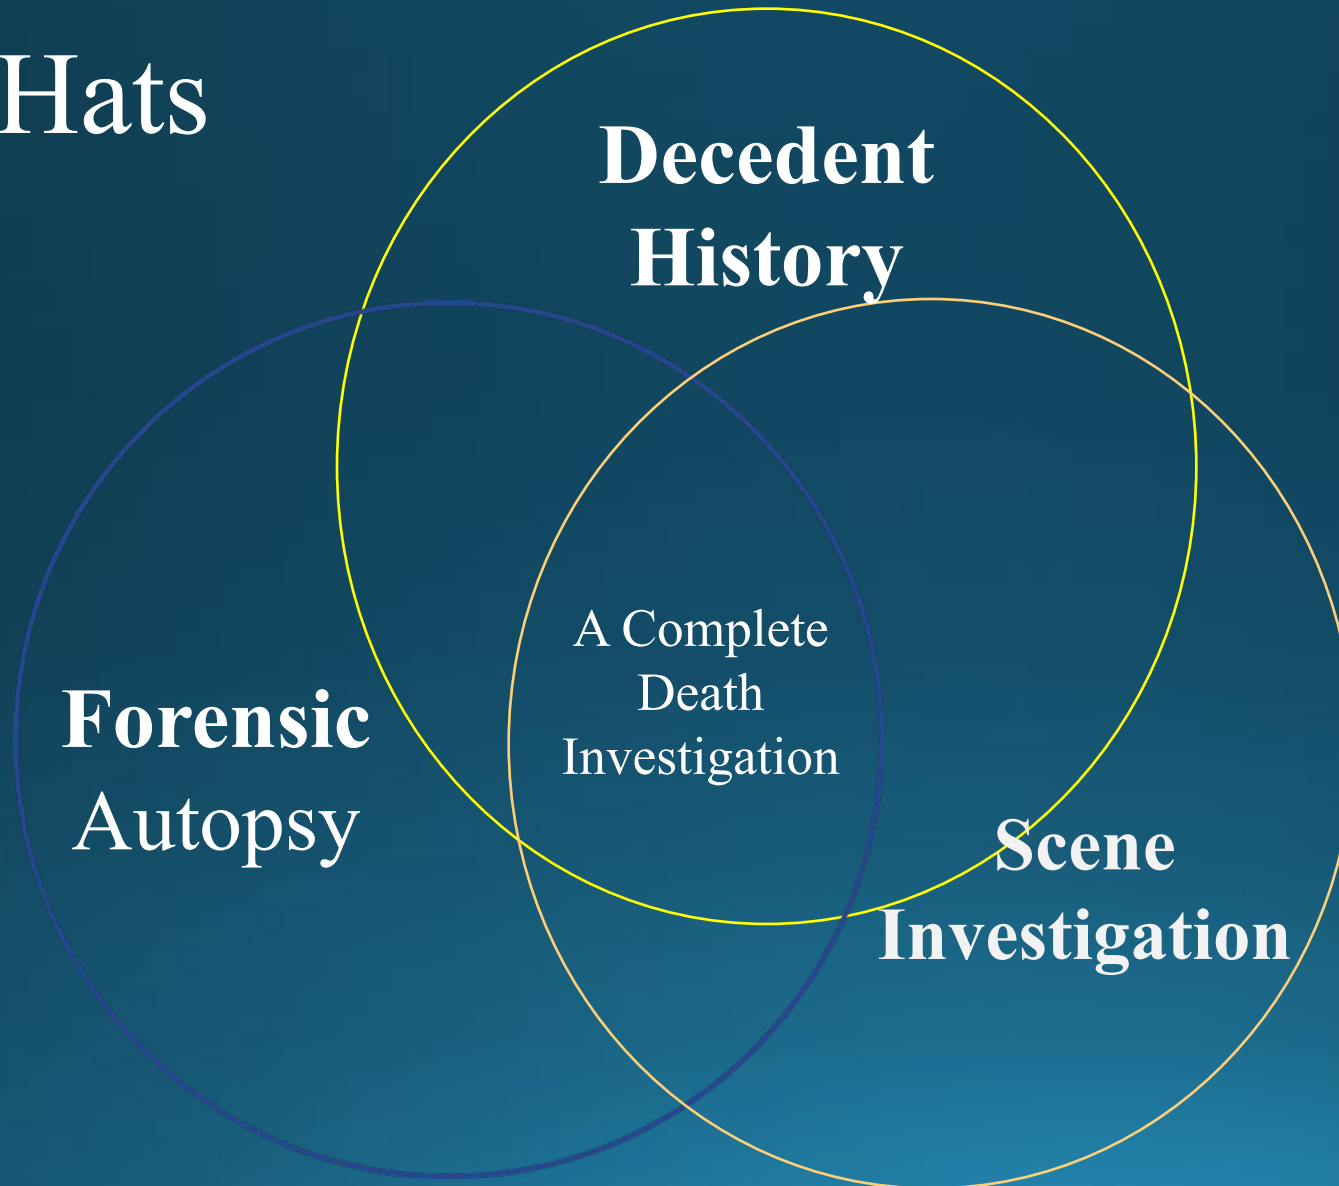 Hats
Decedent
History
A Complete
Death
Investigation
Forensic
Autopsy
Scene
Investigation